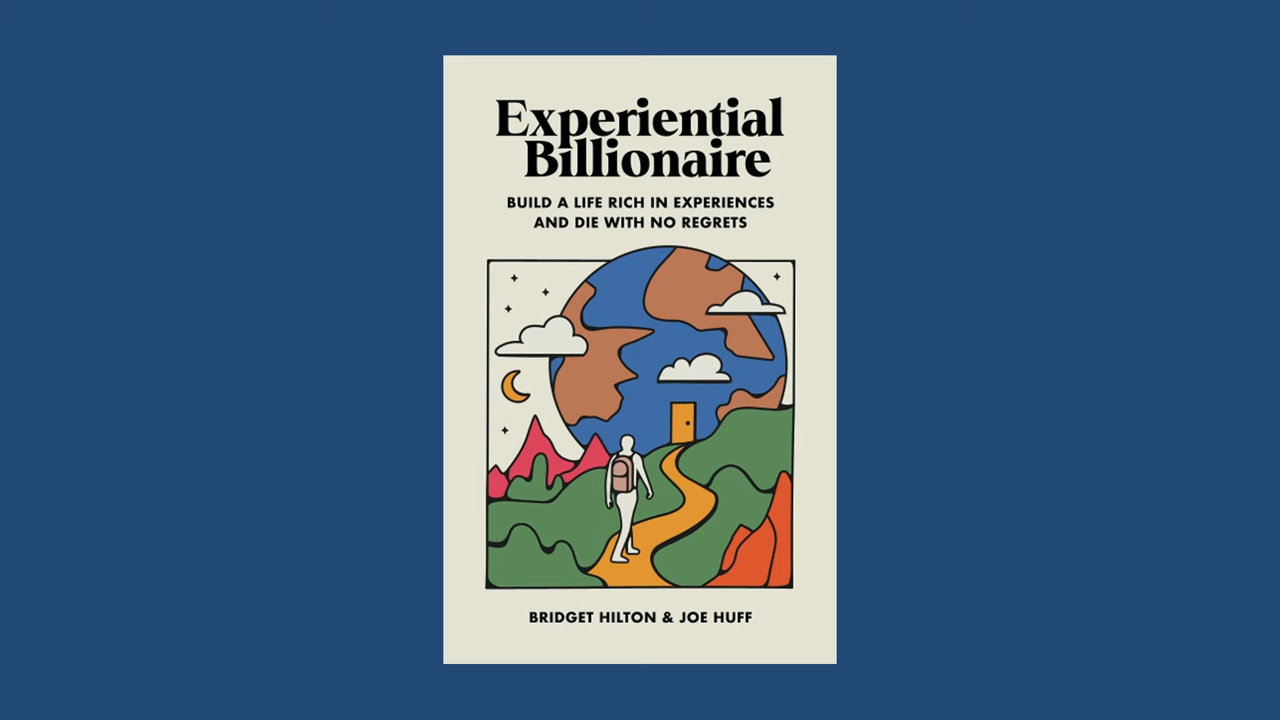 Experiential
Billionaire
BUILD A LIFE RICH IN EXPERIENCES
AND DIE WITH NO REGRETS
BRIDGET HILTON & JOE HUFF